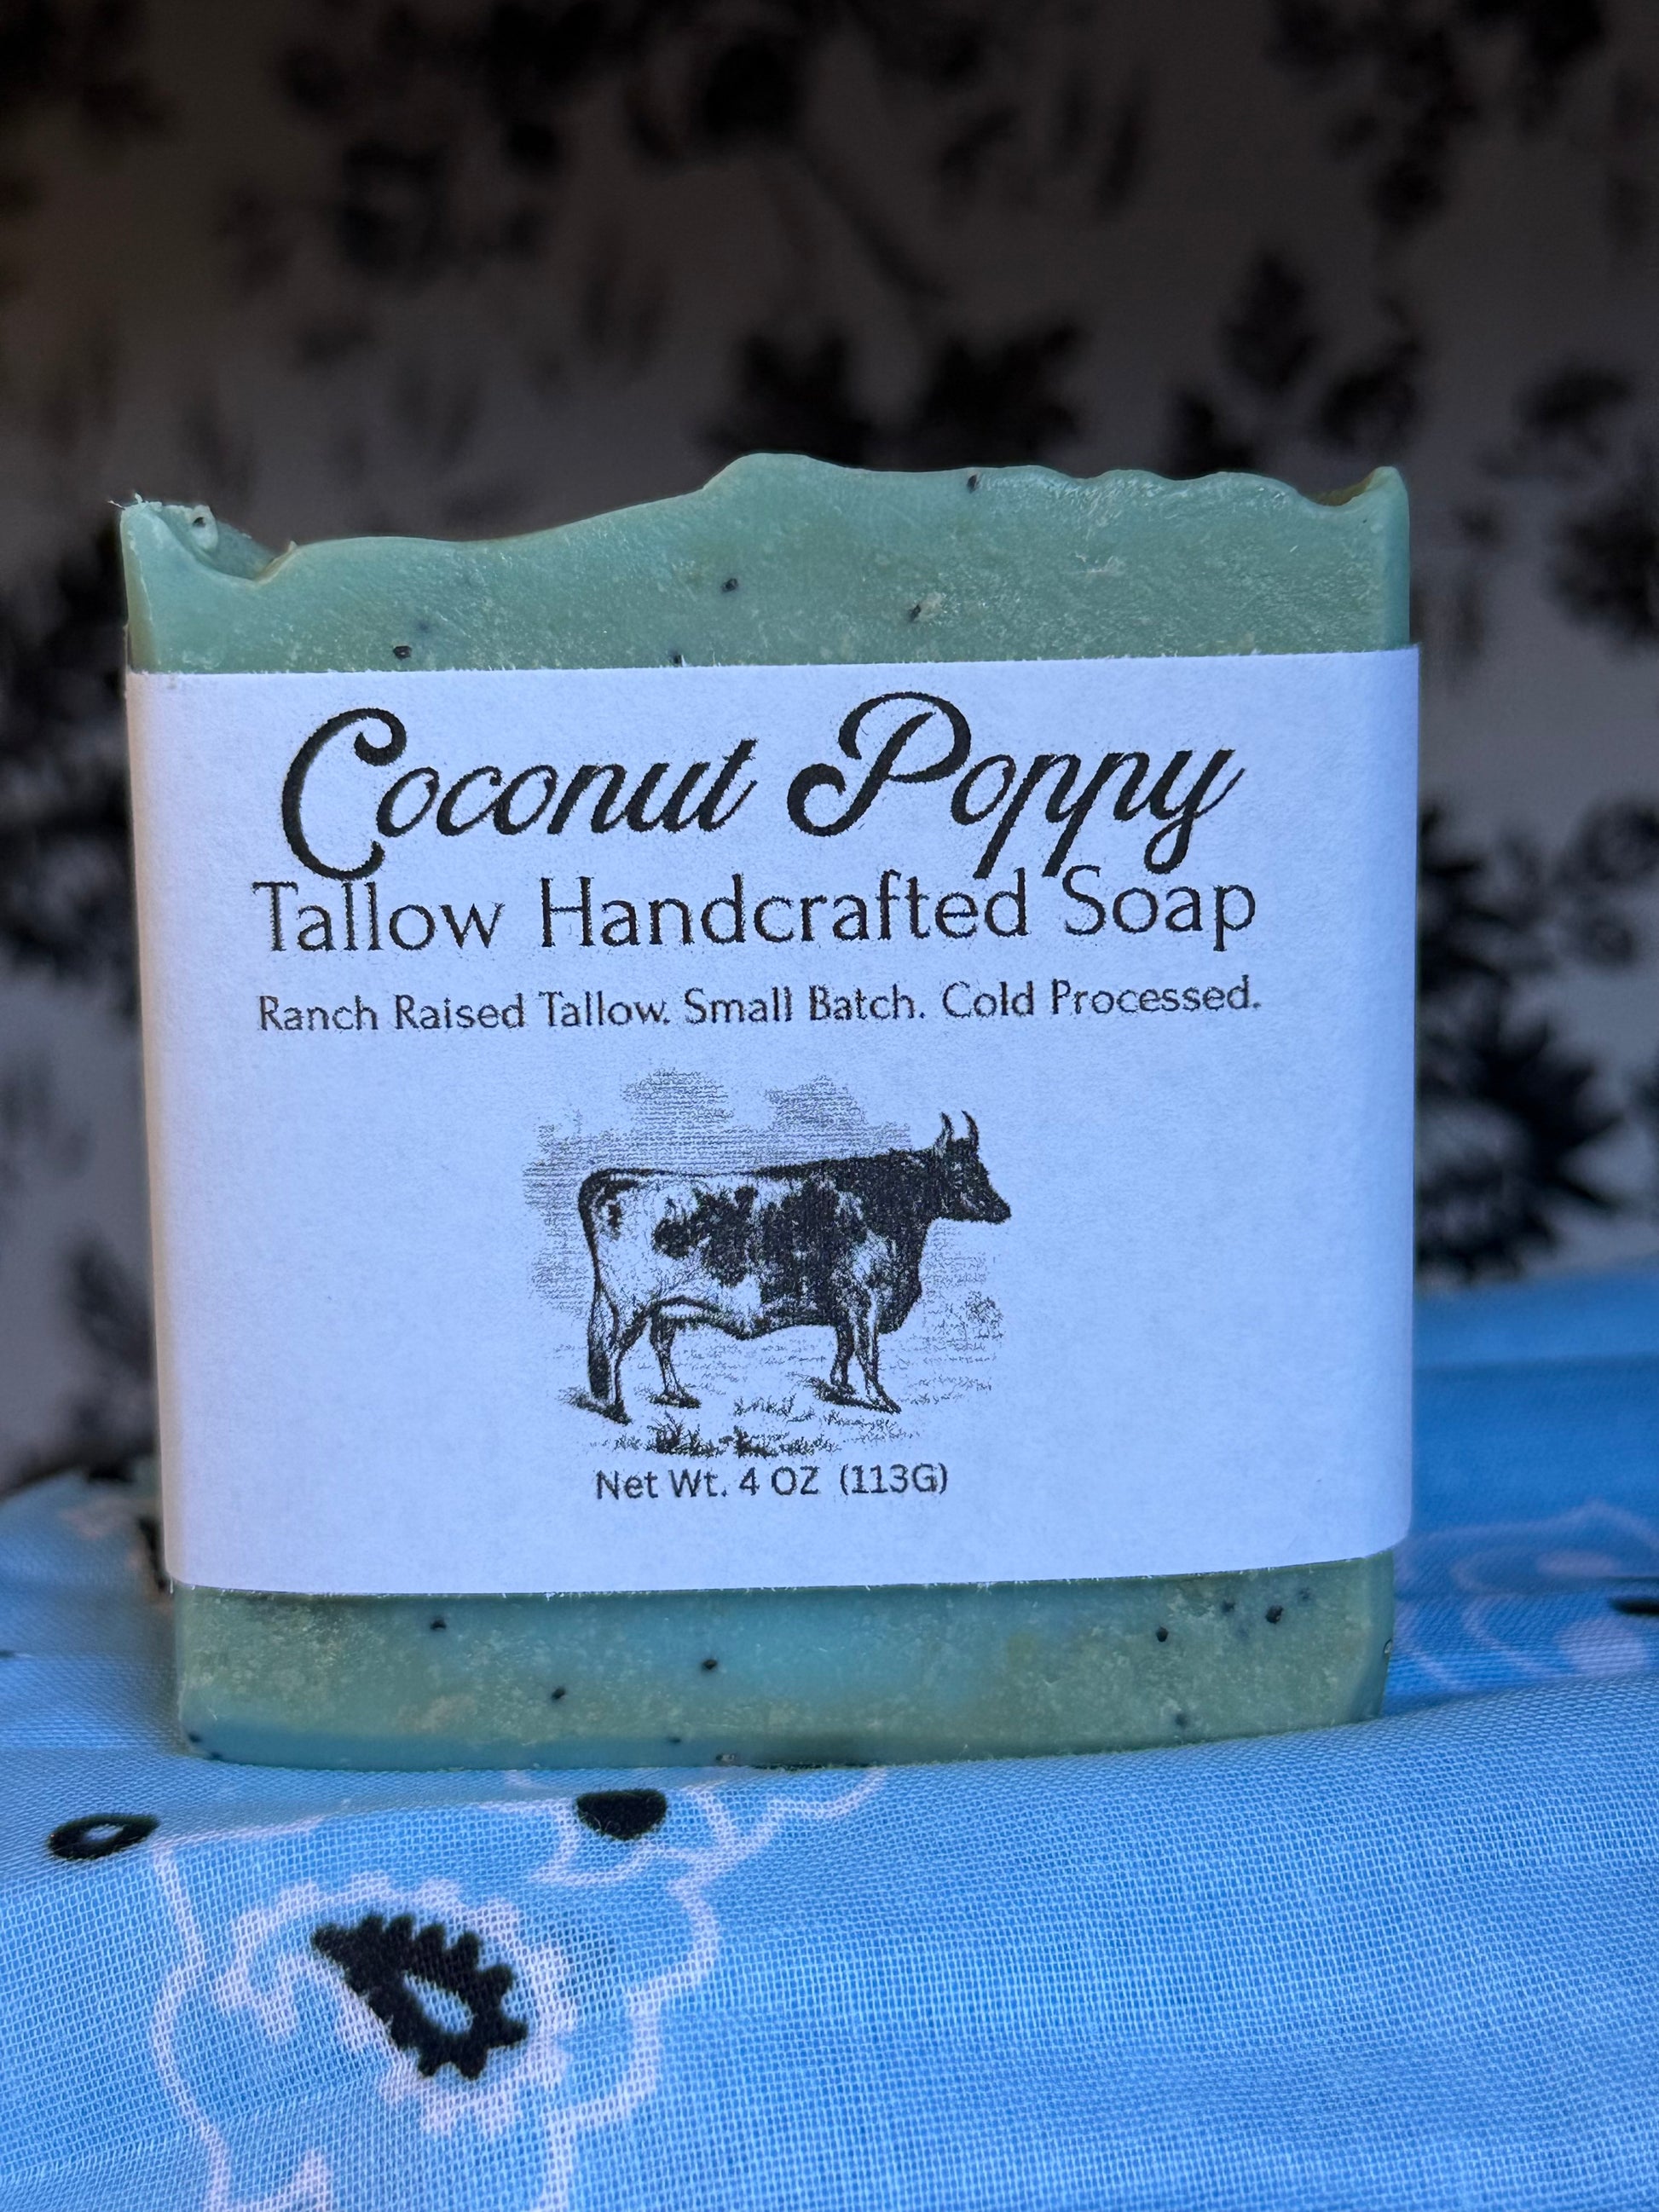 Coconut Poppy
Tallow Handcrafted Soap
Ranch Raised Tallow. Small Batch. Cold Processed.
Net Wt. 4 OZ (113G)